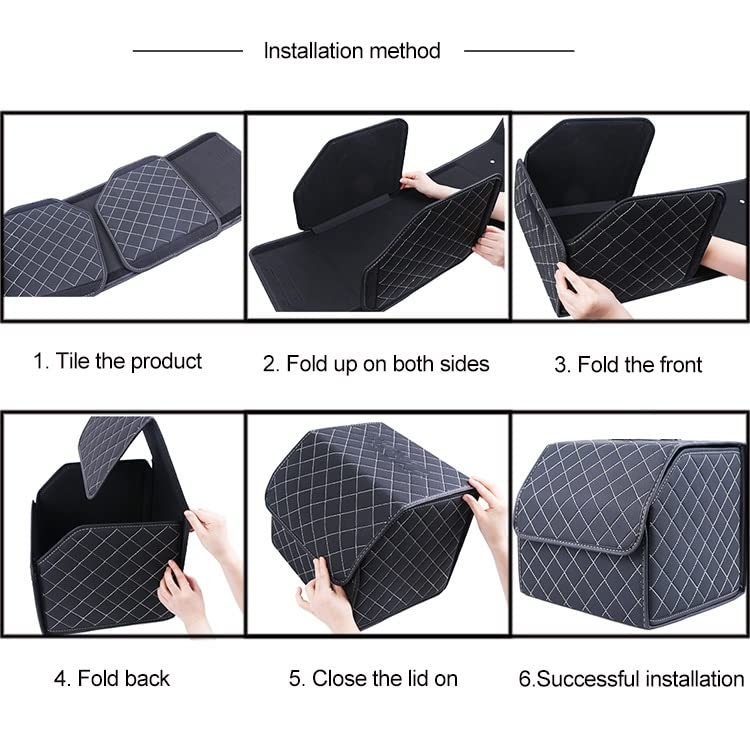 Installation method
1. Tile the product
2. Fold up on both sides
3. Fold the front
4. Fold back
5. Close the lid on
6.Successful installation